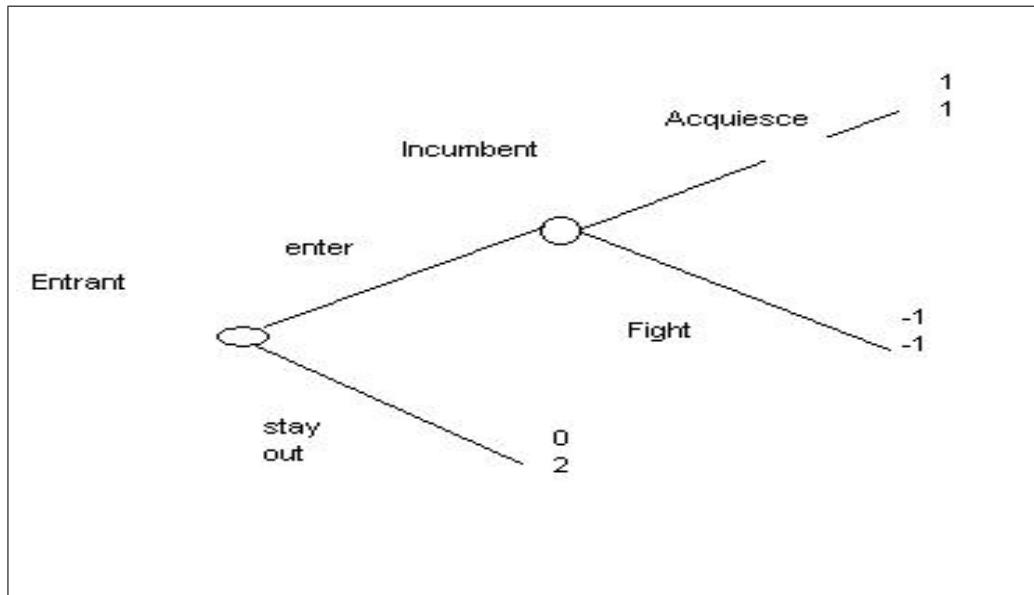 1
1
Acquiesce
Incumbent
enter
Entrant
-1
-1
Fight
stay
out
0
2